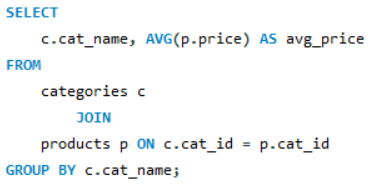 SELECT
    c.cat_name, AVG(p.price) AS avg_price
FROM
    categories c
        JOIN
    products p ON c.cat_id = p.cat_id
GROUP BY c.cat_name;